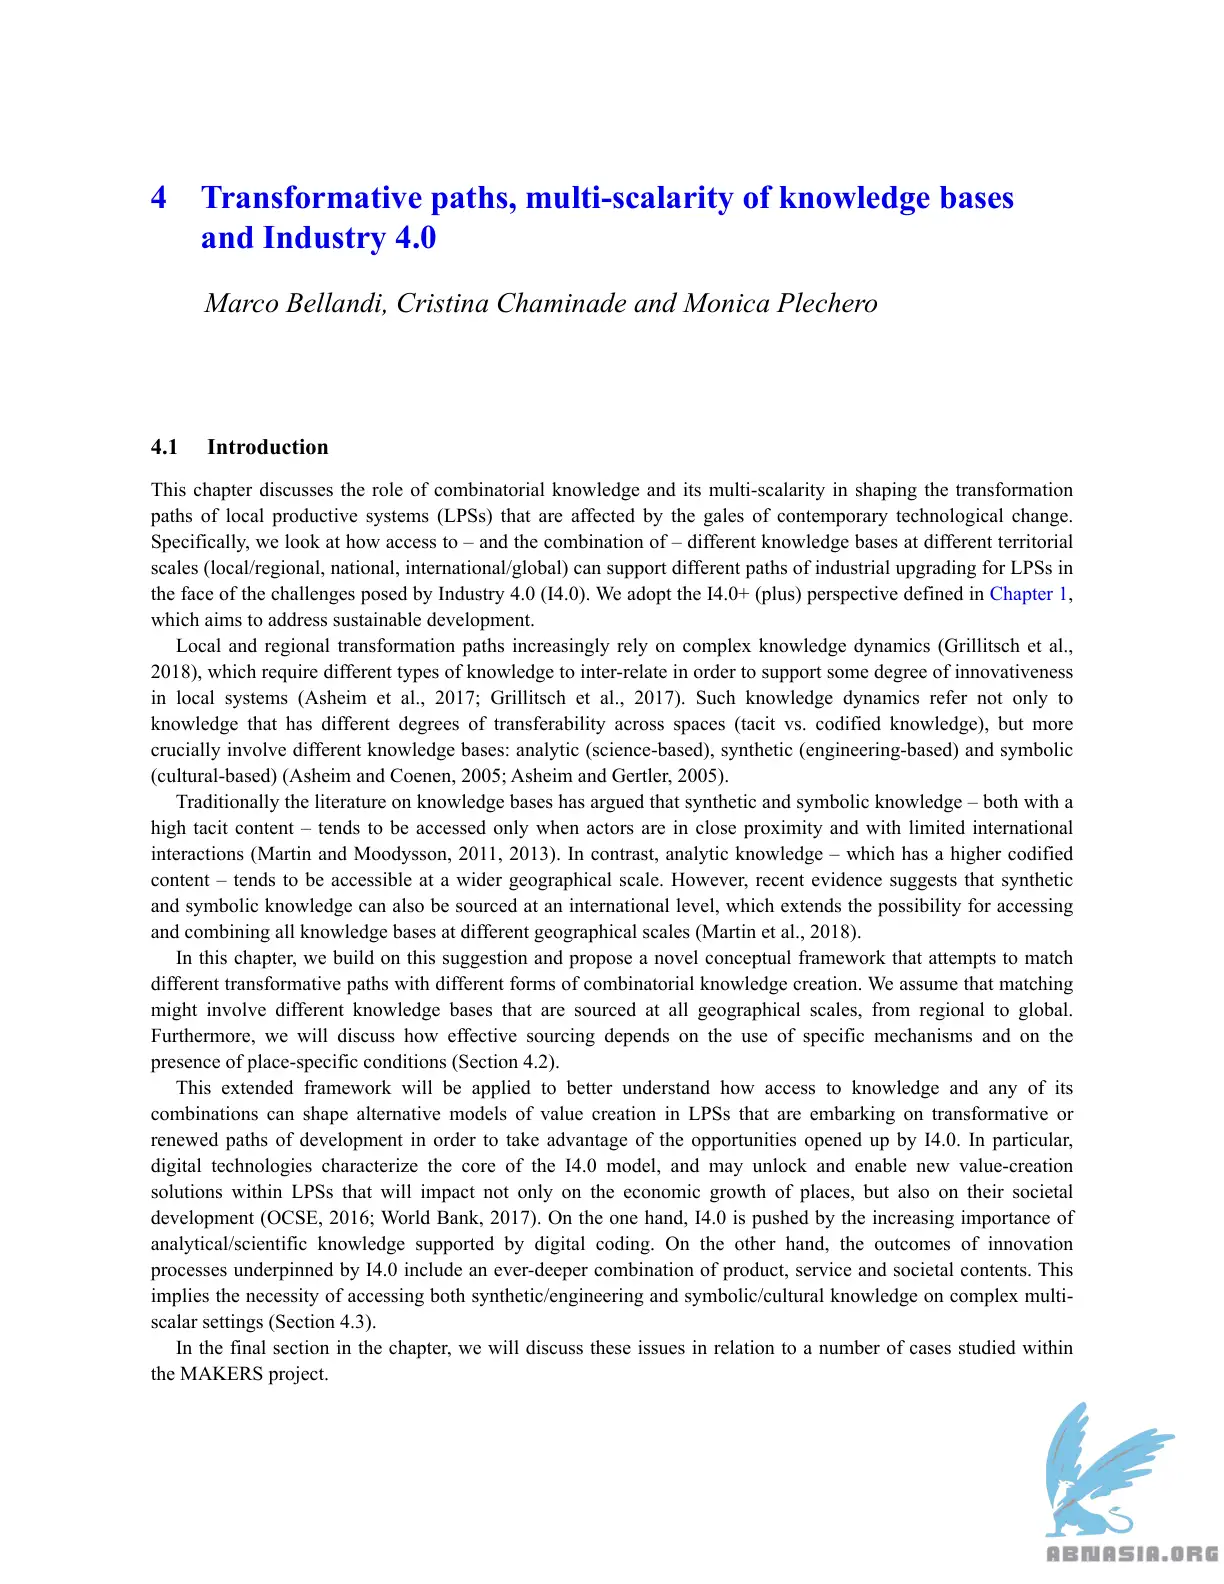 4 Transformative paths, multi-scalarity of knowledge bases
and Industry 4.0
Marco Bellandi, Cristina Chaminade and Monica Plechero
4.1 Introduction
This chapter discusses the role of combinatorial knowledge and its multi-scalarity in shaping the transformation
paths of local productive systems (LPSs) that are affected by the gales of contemporary technological change.
Specifically, we look at how access to – and the combination of – different knowledge bases at different territorial
scales (local/regional, national, international/global) can support different paths of industrial upgrading for LPSs in
the face of the challenges posed by Industry 4.0 (I4.0). We adopt the I4.0+ (plus) perspective defined in Chapter 1,
which aims to address sustainable development.
Local and regional transformation paths increasingly rely on complex knowledge dynamics (Grillitsch et al.,
2018), which require different types of knowledge to inter-relate in order to support some degree of innovativeness
in local systems (Asheim et al., 2017; Grillitsch et al., 2017). Such knowledge dynamics refer not only to
knowledge that has different degrees of transferability across spaces (tacit vs. codified knowledge), but more
crucially involve different knowledge bases: analytic (science-based), synthetic (engineering-based) and symbolic
(cultural-based) (Asheim and Coenen, 2005; Asheim and Gertler, 2005).
Traditionally the literature on knowledge bases has argued that synthetic and symbolic knowledge – both with a
high tacit content – tends to be accessed only when actors are in close proximity and with limited international
interactions (Martin and Moodysson, 2011, 2013). In contrast, analytic knowledge – which has a higher codified
content – tends to be accessible at a wider geographical scale. However, recent evidence suggests that synthetic
and symbolic knowledge can also be sourced at an international level, which extends the possibility for accessing
and combining all knowledge bases at different geographical scales (Martin et al., 2018).
In this chapter, we build on this suggestion and propose a novel conceptual framework that attempts to match
different transformative paths with different forms of combinatorial knowledge creation. We assume that matching
might involve different knowledge bases that are sourced at all geographical scales, from regional to global.
Furthermore, we will discuss how effective sourcing depends on the use of specific mechanisms and on the
presence of place-specific conditions (Section 4.2).
This extended framework will be applied to better understand how access to knowledge and any of its
combinations can shape alternative models of value creation in LPSs that are embarking on transformative or
renewed paths of development in order to take advantage of the opportunities opened up by I4.0. In particular,
digital technologies characterize the core of the I4.0 model, and may unlock and enable new value-creation
solutions within LPSs that will impact not only on the economic growth of places, but also on their societal
development (OCSE, 2016; World Bank, 2017). On the one hand, I4.0 is pushed by the increasing importance of
analytical/scientific knowledge supported by digital coding. On the other hand, the outcomes of innovation
processes underpinned by I4.0 include an ever-deeper combination of product, service and societal contents. This
implies the necessity of accessing both synthetic/engineering and symbolic/cultural knowledge on complex multi-
scalar settings (Section 4.3).
In the final section in the chapter, we will discuss these issues in relation to a number of cases studied within
the MAKERS project.
ABNASIA.ORG